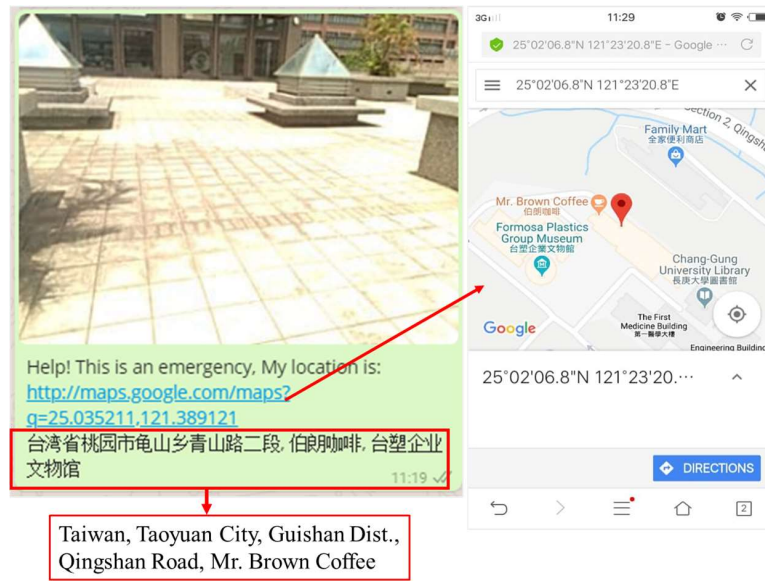 Help! This is an emergency, My location is:
http://maps.google.com/maps?
q=25.035211,121.389121
台湾省桃园市龟山乡青山路二段, 伯朗咖啡, 台塑企业
文物馆
11:19
Taiwan, Taoyuan City, Guishan Dist.,
Qingshan Road, Mr. Brown Coffee
3G
11:29
25°02'06.8"N 121°23'20.8"E - Google ...
25°02'06.8"N 121°23'20.8"E
Section 2, Qingsh
Family Mart
全家便利商店
Mr. Brown Coffee
伯朗咖啡
Formosa Plastics
Group Museum
台塑企業文物館
Chang-Gung
University Library
長庚大學圖書館
The First
Medicine Building
第一醫學大樓
Engineering Building
Google
25°02'06.8"N 121°23'20.…
DIRECTIONS
2